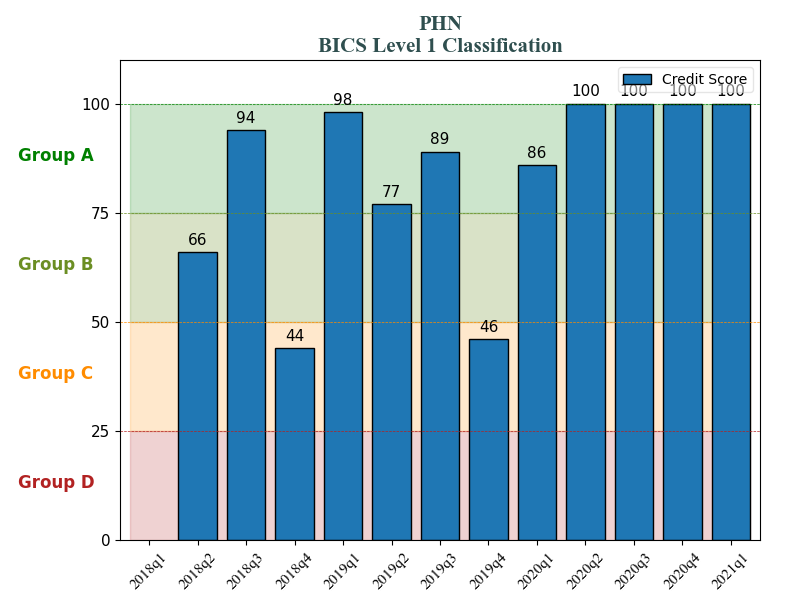 PHN
BICS Level 1 Classification
Credit Score
100 100 100 100
98
94
89
86
77
66
46
44
100
75
50
25
0
Group A
Group B
Group C
Group D
2018q1 2018q2 2018q3 2018q4 2019q1 2019q2 2019q3 2019q4 2020q1 2020q2 2020q3 2020q4 2021q1